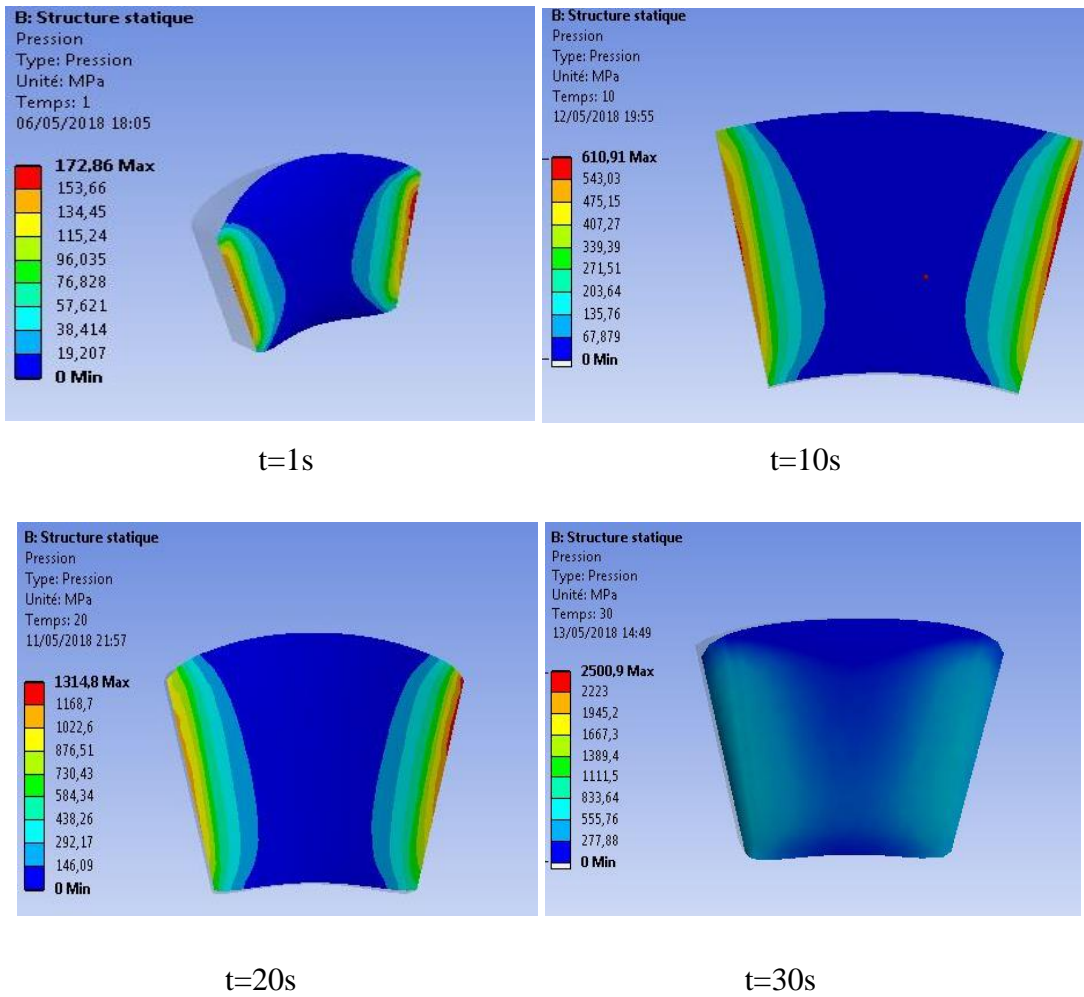 B: Structure statique
Pression
Type: Pression
Unité: MPa
Temps: 1
06/05/2018 18:05
172,86 Max
153,66
134,45
115,24
96,035
76,828
57,621
38,414
19,207
0 Min
t=1s
B: Structure statique
Pression
Type: Pression
Unité: MPa
Temps: 10
12/05/2018 19:55
610,91 Max
543,03
475,15
407,27
339,39
271,51
203,64
135,76
67,879
0 Min
t=10s
B: Structure statique
Pression
Type: Pression
Unité: MPa
Temps: 20
11/05/2018 21:57
1314,8 Max
1168,7
1022,6
876,51
730,43
584,34
438,26
292,17
146,09
0 Min
t=20s
B: Structure statique
Pression
Type: Pression
Unité: MPa
Temps: 30
13/05/2018 14:49
2500,9 Max
2223
1945,2
1667,3
1389,4
1111,5
833,64
555,76
277,88
0 Min
t=30s